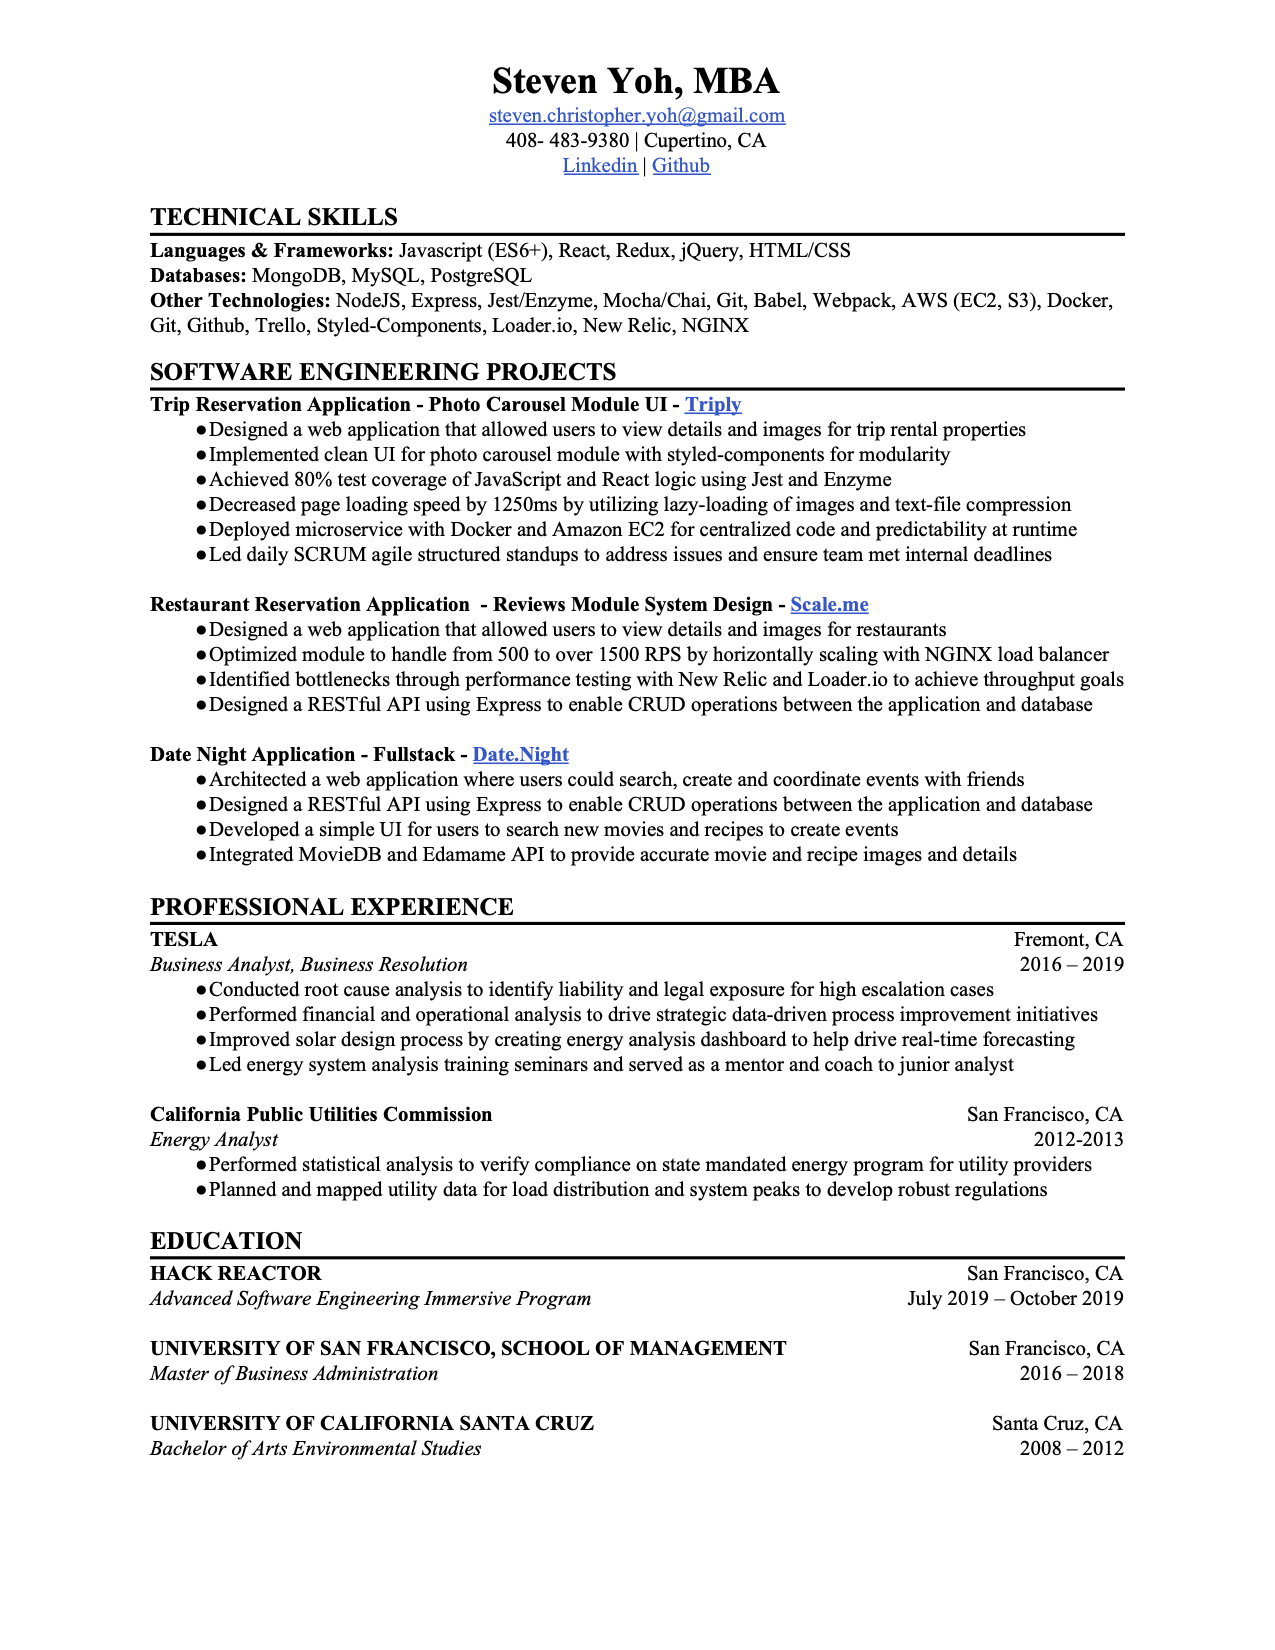 Steven Yoh, MBA
steven.christopher.yoh@gmail.com
408- 483-9380 | Cupertino, CA
Linkedin | Github
TECHNICAL SKILLS
Languages & Frameworks: Javascript (ES6+), React, Redux, jQuery, HTML/CSS
Databases: MongoDB, MySQL, PostgreSQL
Other Technologies: NodeJS, Express, Jest/Enzyme, Mocha/Chai, Git, Babel, Webpack, AWS (EC2, S3), Docker,
Git, Github, Trello, Styled-Components, Loader.io, New Relic, NGINX
SOFTWARE ENGINEERING PROJECTS
Trip Reservation Application - Photo Carousel Module UI - Triply
●Designed a web application that allowed users to view details and images for trip rental properties
●Implemented clean UI for photo carousel module with styled-components for modularity
●Achieved 80% test coverage of JavaScript and React logic using Jest and Enzyme
●Decreased page loading speed by 1250ms by utilizing lazy-loading of images and text-file compression
●Deployed microservice with Docker and Amazon EC2 for centralized code and predictability at runtime
●Led daily SCRUM agile structured standups to address issues and ensure team met internal deadlines
Restaurant Reservation Application  - Reviews Module System Design - Scale.me
●Designed a web application that allowed users to view details and images for restaurants
●Optimized module to handle from 500 to over 1500 RPS by horizontally scaling with NGINX load balancer
●Identified bottlenecks through performance testing with New Relic and Loader.io to achieve throughput goals
●Designed a RESTful API using Express to enable CRUD operations between the application and database
Date Night Application - Fullstack - Date.Night
●Architected a web application where users could search, create and coordinate events with friends
●Designed a RESTful API using Express to enable CRUD operations between the application and database
●Developed a simple UI for users to search new movies and recipes to create events
●Integrated MovieDB and Edamame API to provide accurate movie and recipe images and details
PROFESSIONAL EXPERIENCE
TESLA Fremont, CA
Business Analyst, Business Resolution 2016 – 2019
●Conducted root cause analysis to identify liability and legal exposure for high escalation cases
●Performed financial and operational analysis to drive strategic data-driven process improvement initiatives
●Improved solar design process by creating energy analysis dashboard to help drive real-time forecasting
●Led energy system analysis training seminars and served as a mentor and coach to junior analyst
California Public Utilities Commission San Francisco, CA
Energy Analyst 2012-2013
●Performed statistical analysis to verify compliance on state mandated energy program for utility providers
●Planned and mapped utility data for load distribution and system peaks to develop robust regulations
EDUCATION
HACK REACTOR San Francisco, CA
Advanced Software Engineering Immersive Program July 2019 – October 2019
UNIVERSITY OF SAN FRANCISCO, SCHOOL OF MANAGEMENT San Francisco, CA
Master of Business Administration 2016 – 2018
UNIVERSITY OF CALIFORNIA SANTA CRUZ Santa Cruz, CA
Bachelor of Arts Environmental Studies 2008 – 2012